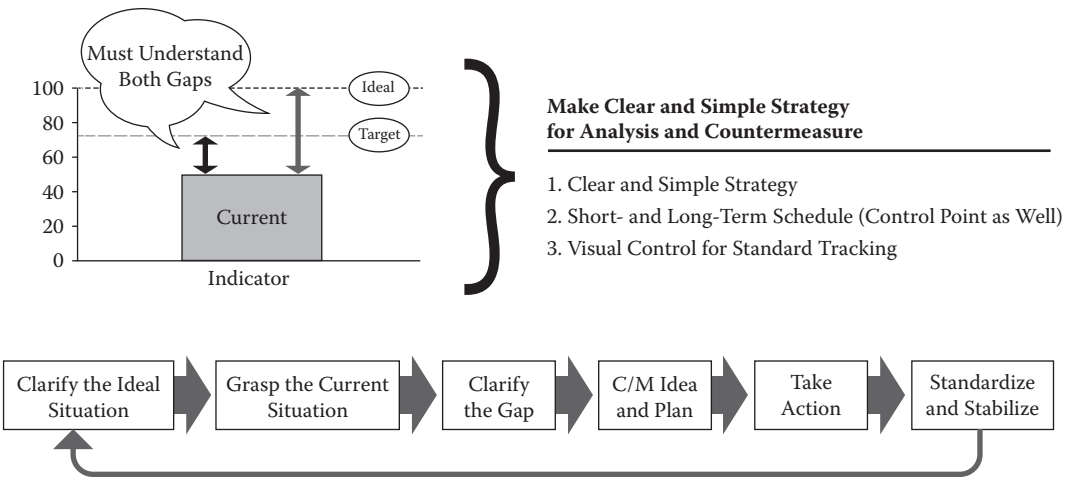 Must Understand
Both Gaps
100
80
60
40
20
0
Ideal
Target
Current
Indicator
Make Clear and Simple Strategy
for Analysis and Countermeasure
1. Clear and Simple Strategy
2. Short- and Long-Term Schedule (Control Point as Well)
3. Visual Control for Standard Tracking
Clarify the Ideal
Situation
Grasp the Current
Situation
Clarify
the Gap
C/M Idea
and Plan
Take
Action
Standardize
and Stabilize